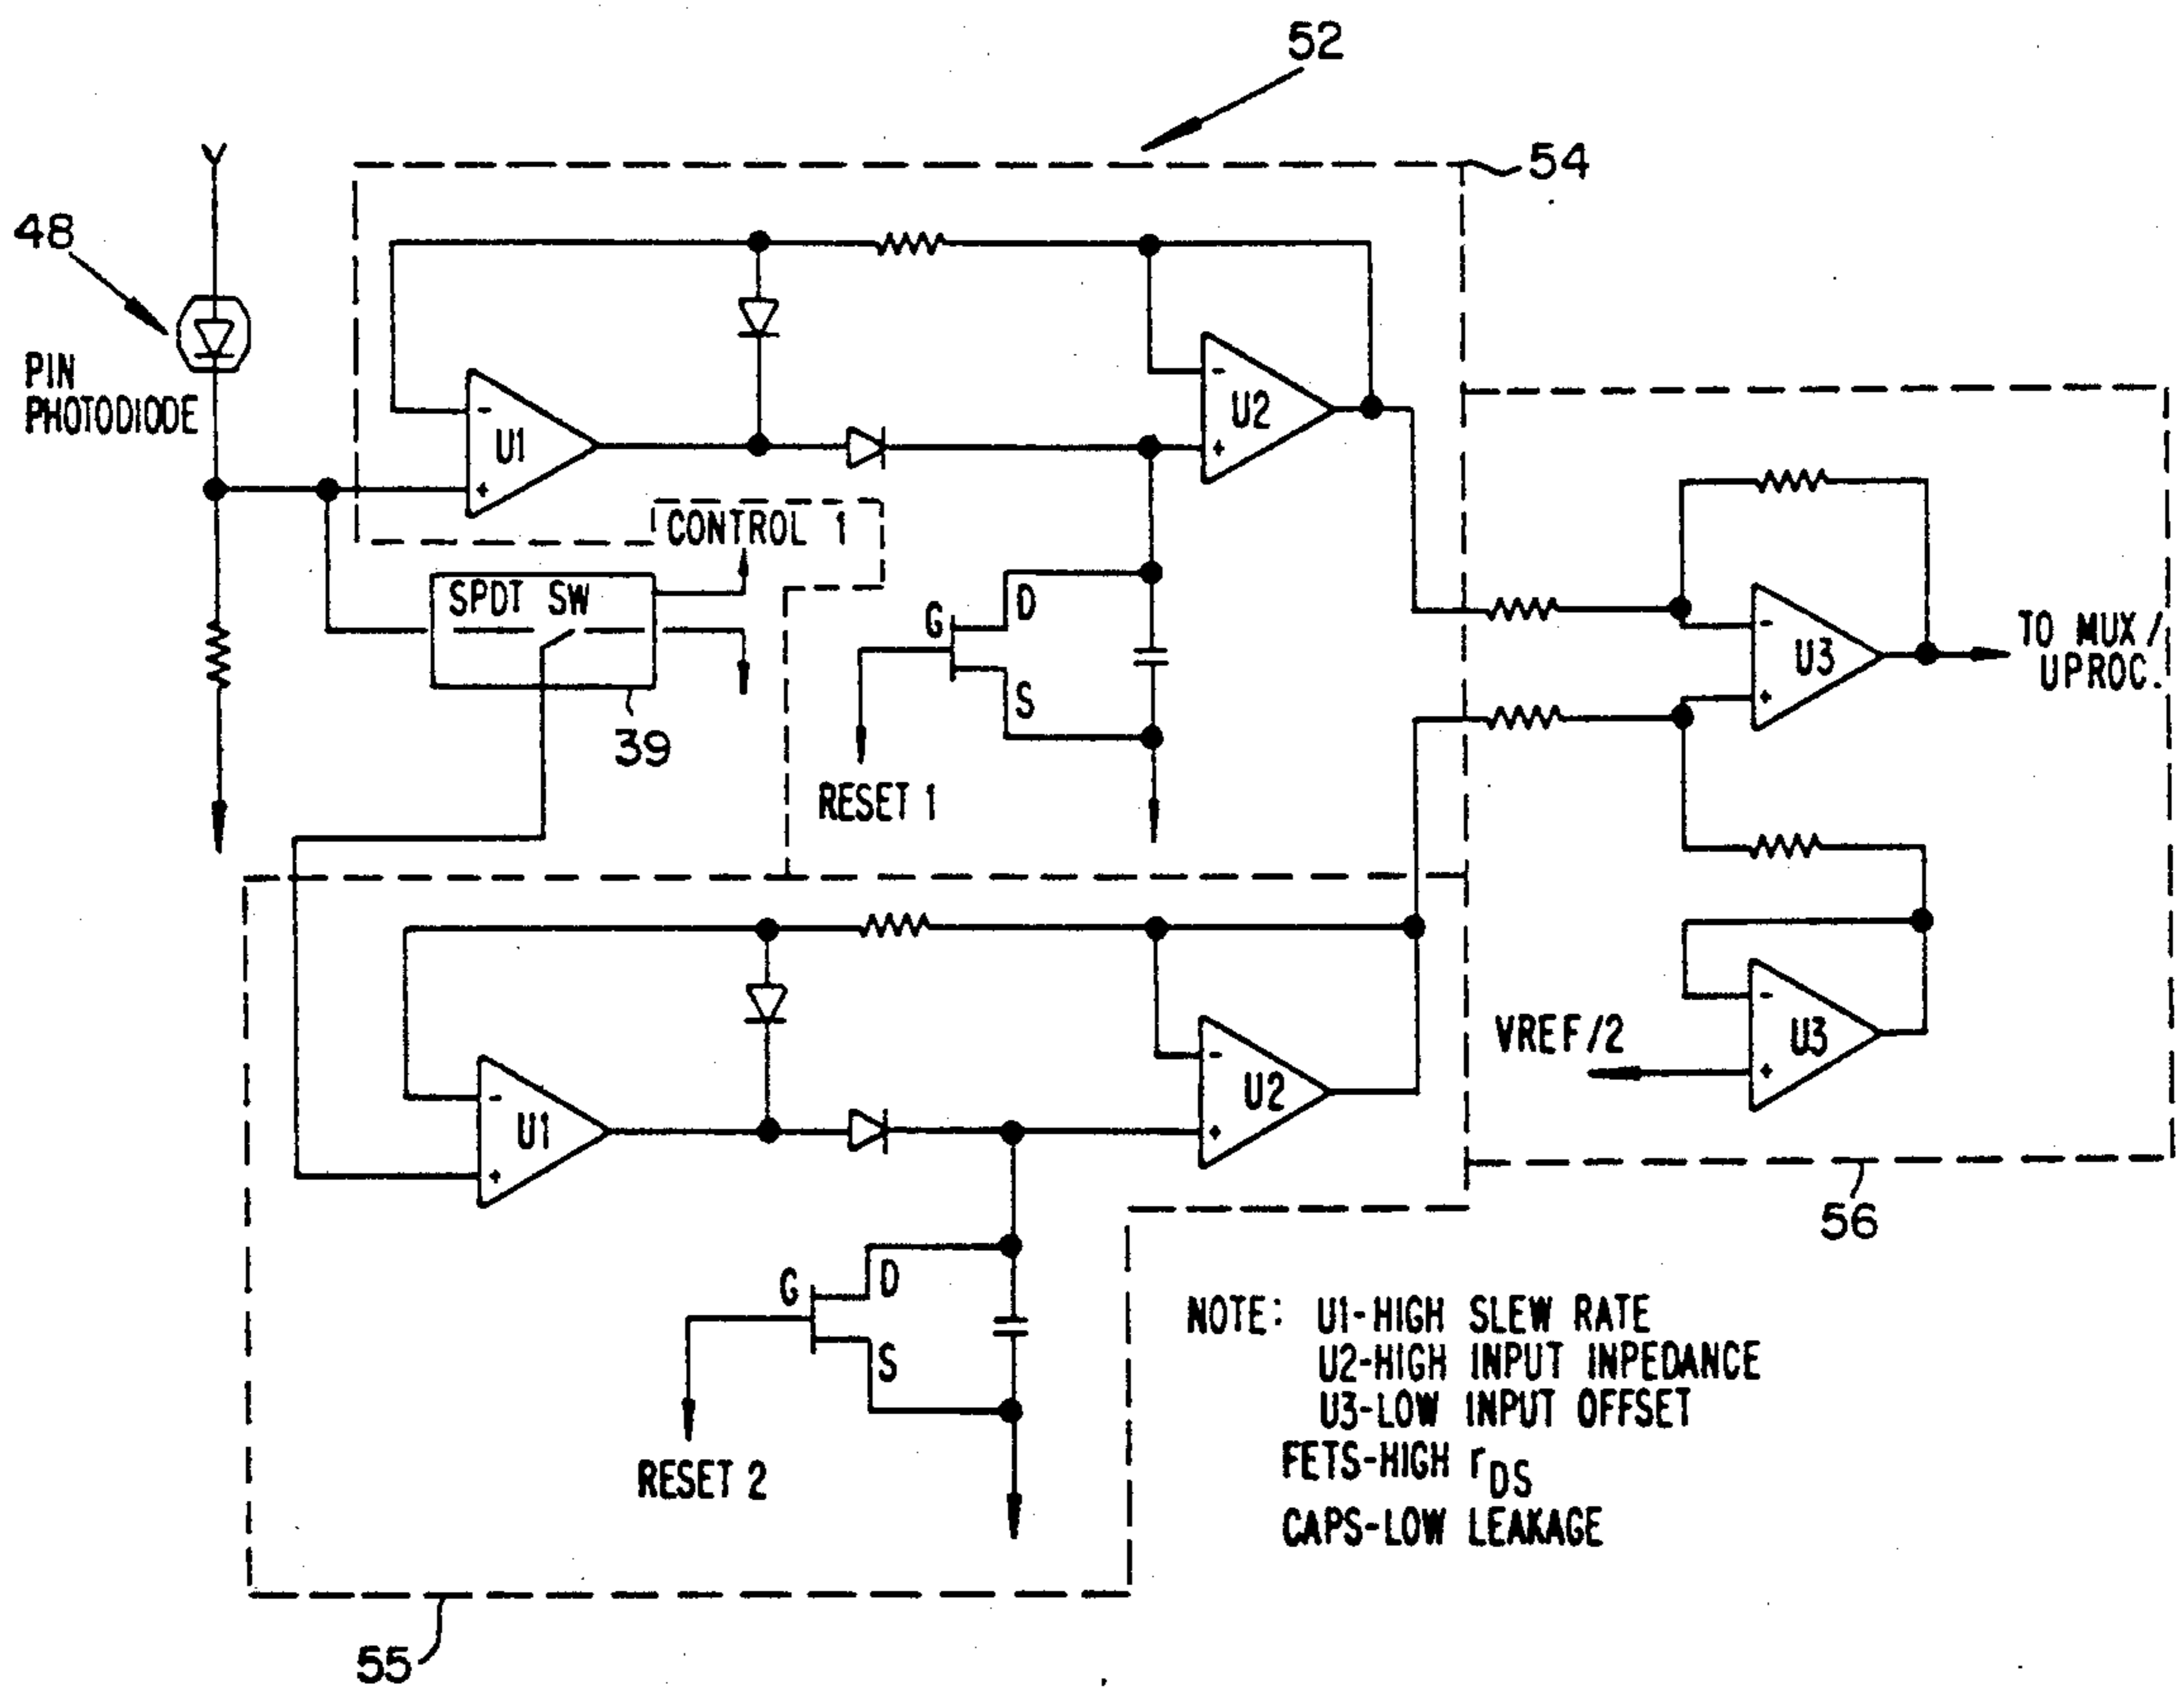 52
54
48
PIN
PHOTODIODE
-
U1
+
-
U2
+
CONTROL 1
SPDT SW
39
G
D
S
RESET 1
-
U3
+
TO MUX/
UPROC.
-
U1
+
-
U2
+
VREF/2
-
U3
+
56
G
D
S
RESET 2
55
NOTE: U1-HIGH SLEW RATE
U2-HIGH INPUT INPEDANCE
U3-LOW INPUT OFFSET
FETS-HIGH rDS
CAPS-LOW LEAKAGE